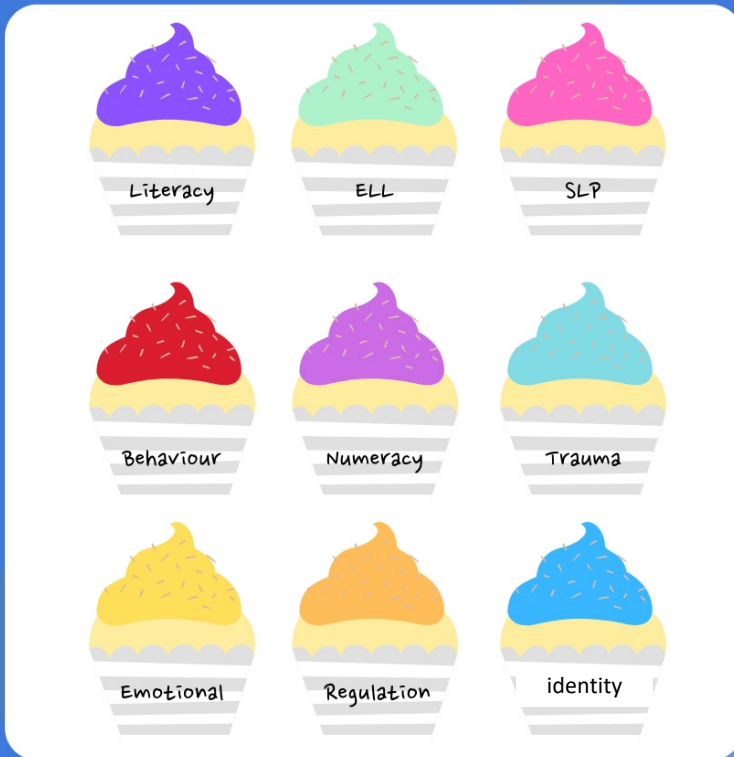 Literacy
ELL
SLP
Behaviour
Numeracy
Trauma
Emotional
Regulation
identity